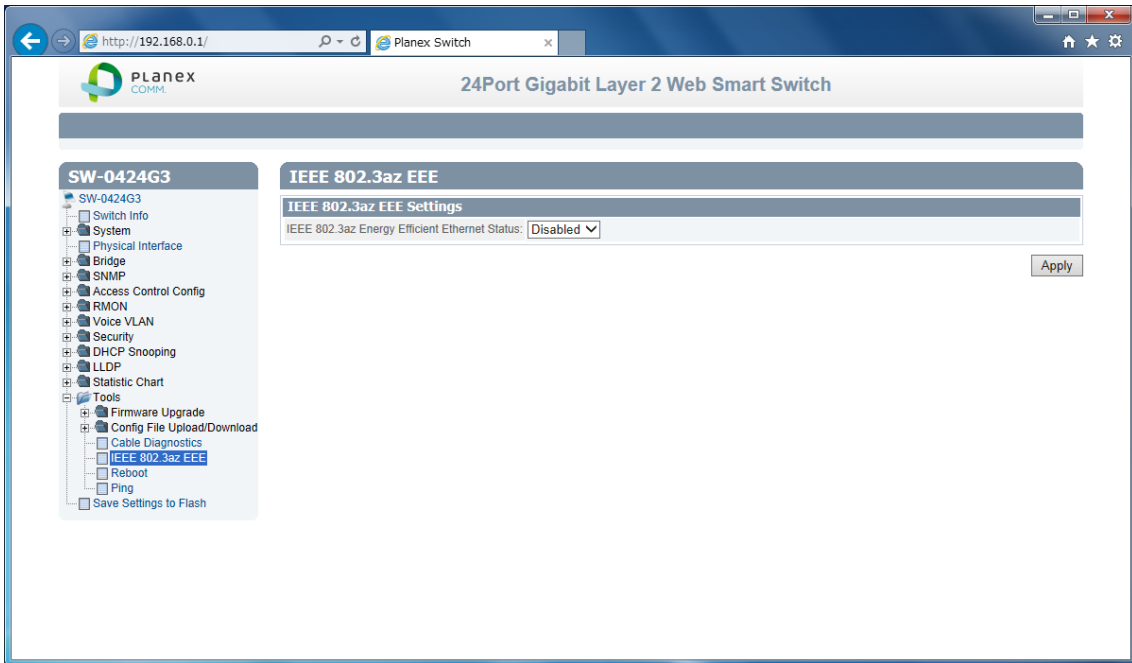 http://192.168.0.1/
Planex Switch
PLANEX
COMM.
24Port Gigabit Layer 2 Web Smart Switch
SW-0424G3
SW-0424G3
Switch Info
System
Physical Interface
Bridge
SNMP
Access Control Config
RMON
Voice VLAN
Security
DHCP Snooping
LLDP
Statistic Chart
Tools
Firmware Upgrade
Config File Upload/Download
Cable Diagnostics
IEEE 802.3az EEE
Reboot
Ping
Save Settings to Flash
IEEE 802.3az EEE
IEEE 802.3az EEE Settings
IEEE 802.3az Energy Efficient Ethernet Status: Disabled
Apply